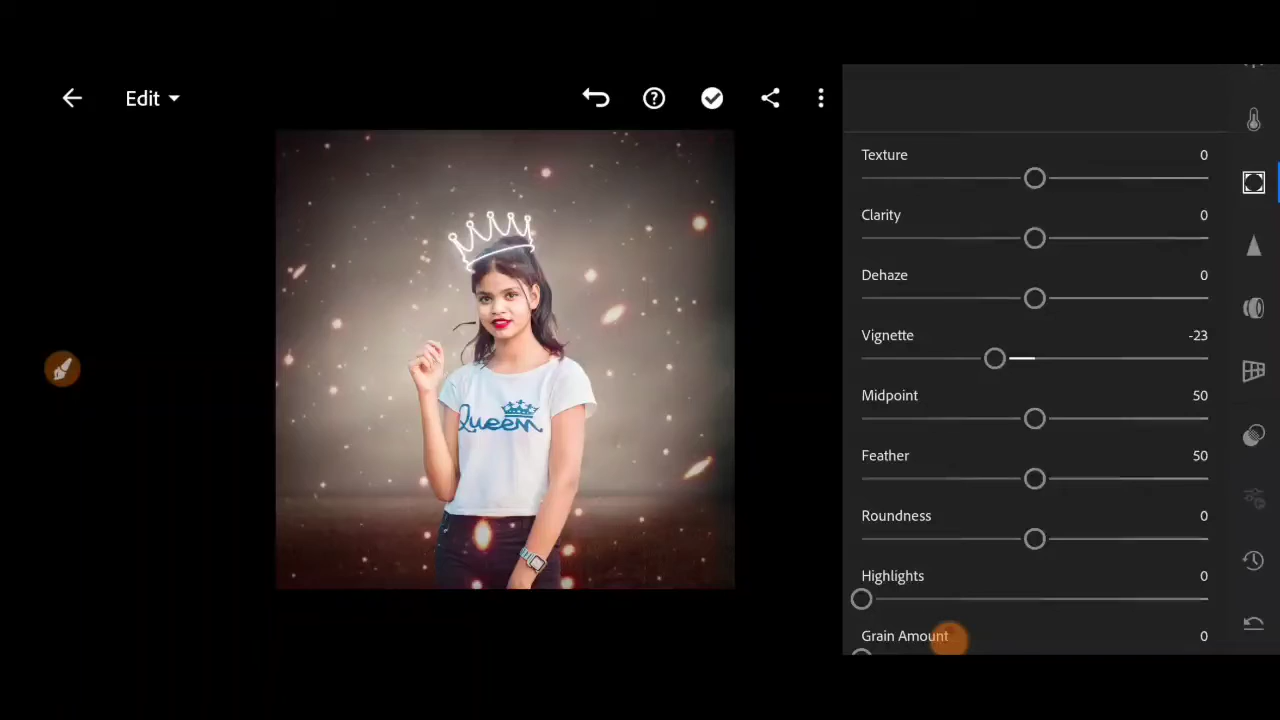 Edit
Texture 0
Clarity 0
Dehaze 0
Vignette -23
Midpoint 50
Feather 50
Roundness 0
Highlights 0
Grain Amount 0
Queen